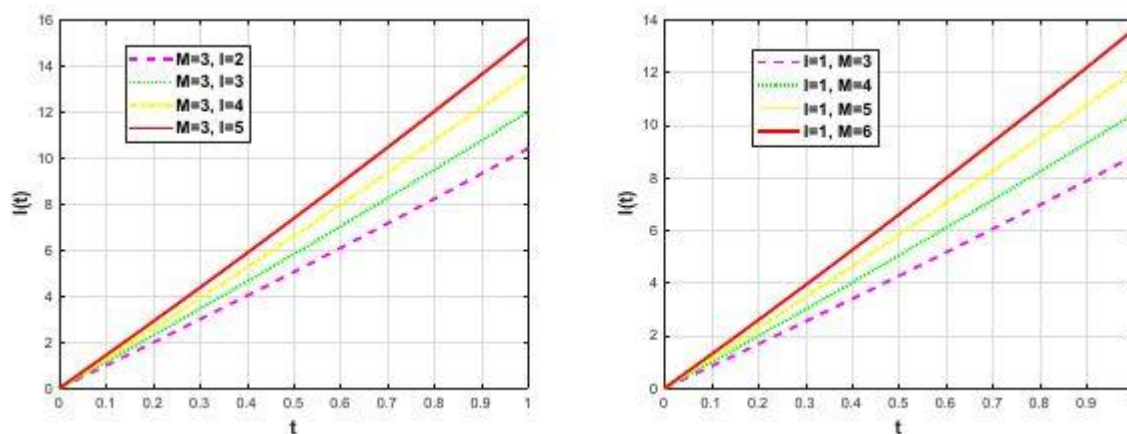 16
14
12
10
8
6
4
2
0
I(t)
M=3, I=2
M=3, I=3
M=3, I=4
M=3, I=5
0 0.1 0.2 0.3 0.4 0.5 0.6 0.7 0.8 0.9 1
t
14
12
10
8
6
4
2
0
I(t)
I=1, M=3
I=1, M=4
I=1, M=5
I=1, M=6
0 0.1 0.2 0.3 0.4 0.5 0.6 0.7 0.8 0.9
t